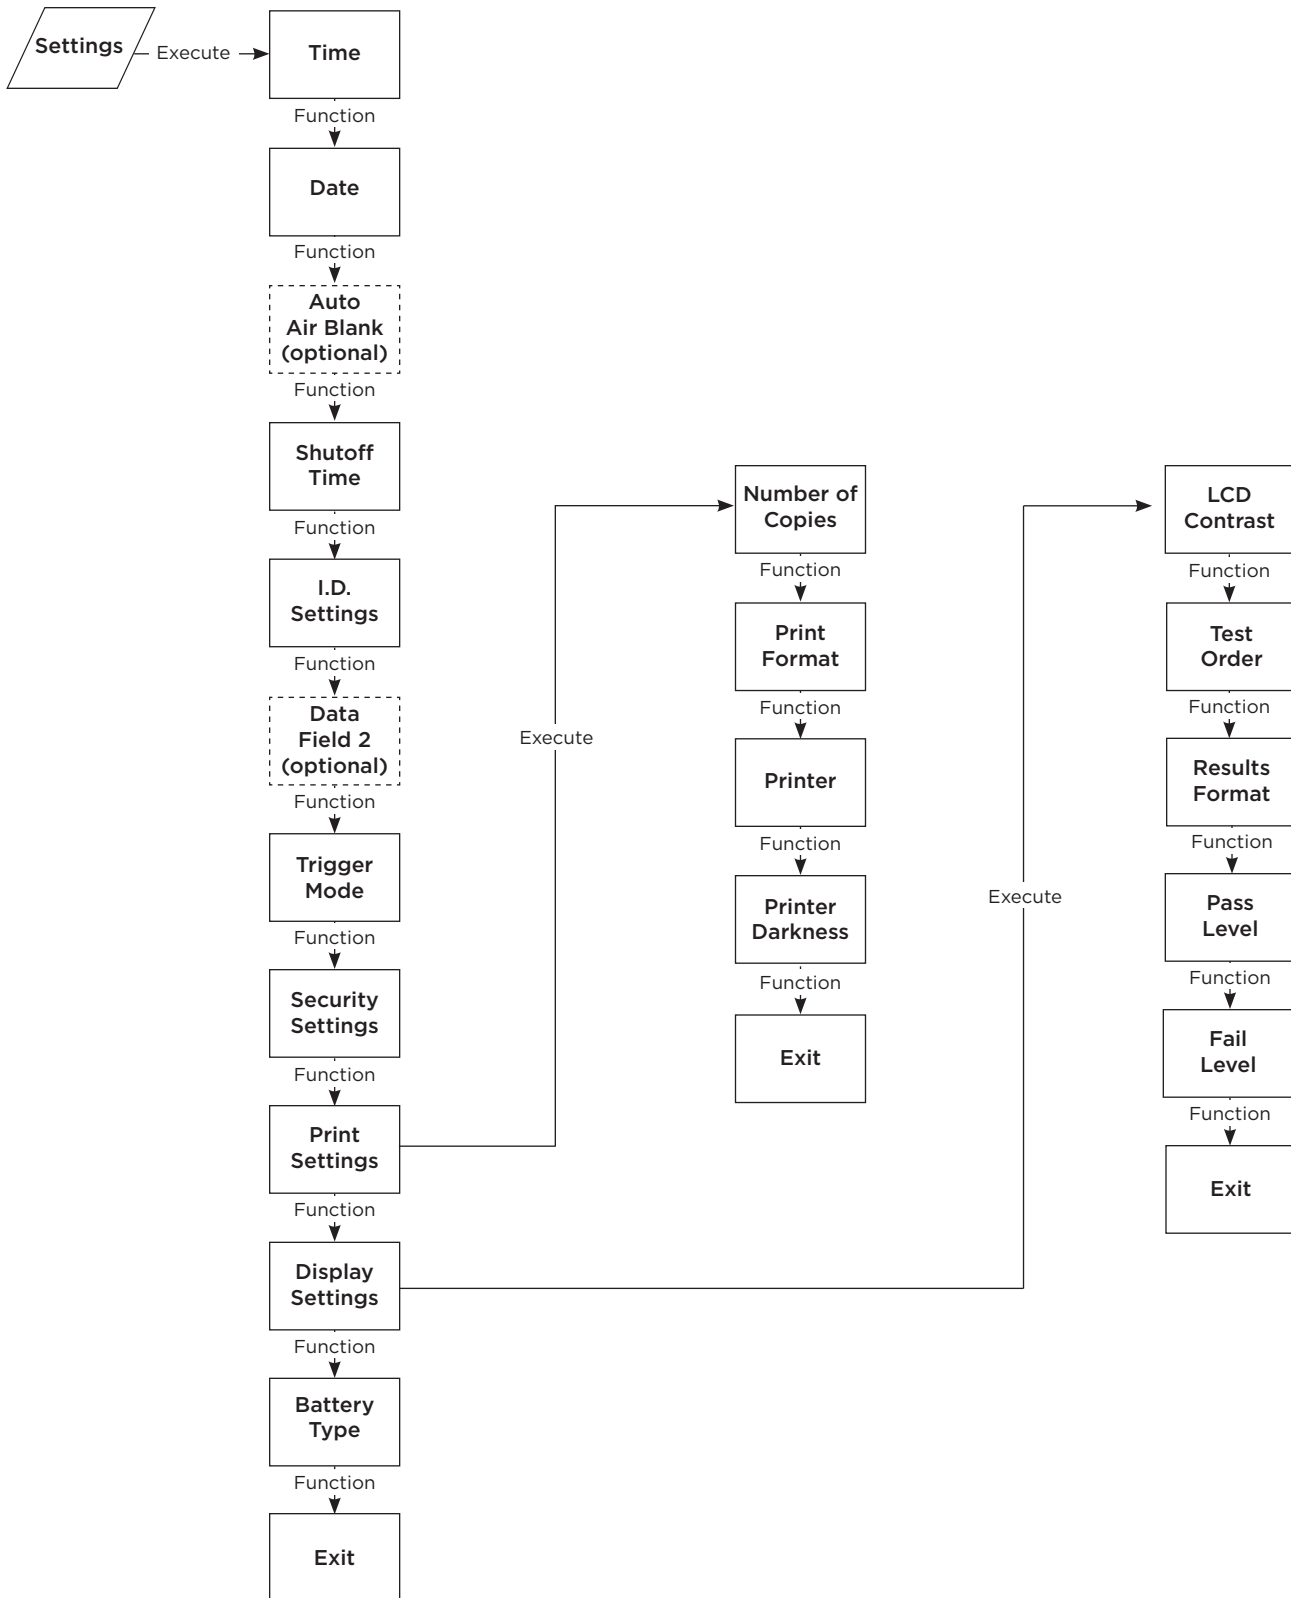 Settings
Execute
Time
Function
Date
Function
Auto
Air Blank
(optional)
Function
Shutoff
Time
Function
I.D.
Settings
Function
Data
Field 2
(optional)
Function
Trigger
Mode
Function
Security
Settings
Function
Print
Settings
Function
Display
Settings
Function
Battery
Type
Function
Exit
Execute
Number of
Copies
Function
Print
Format
Function
Printer
Function
Printer
Darkness
Function
Exit
Execute
LCD
Contrast
Function
Test
Order
Function
Results
Format
Function
Pass
Level
Function
Fail
Level
Function
Exit